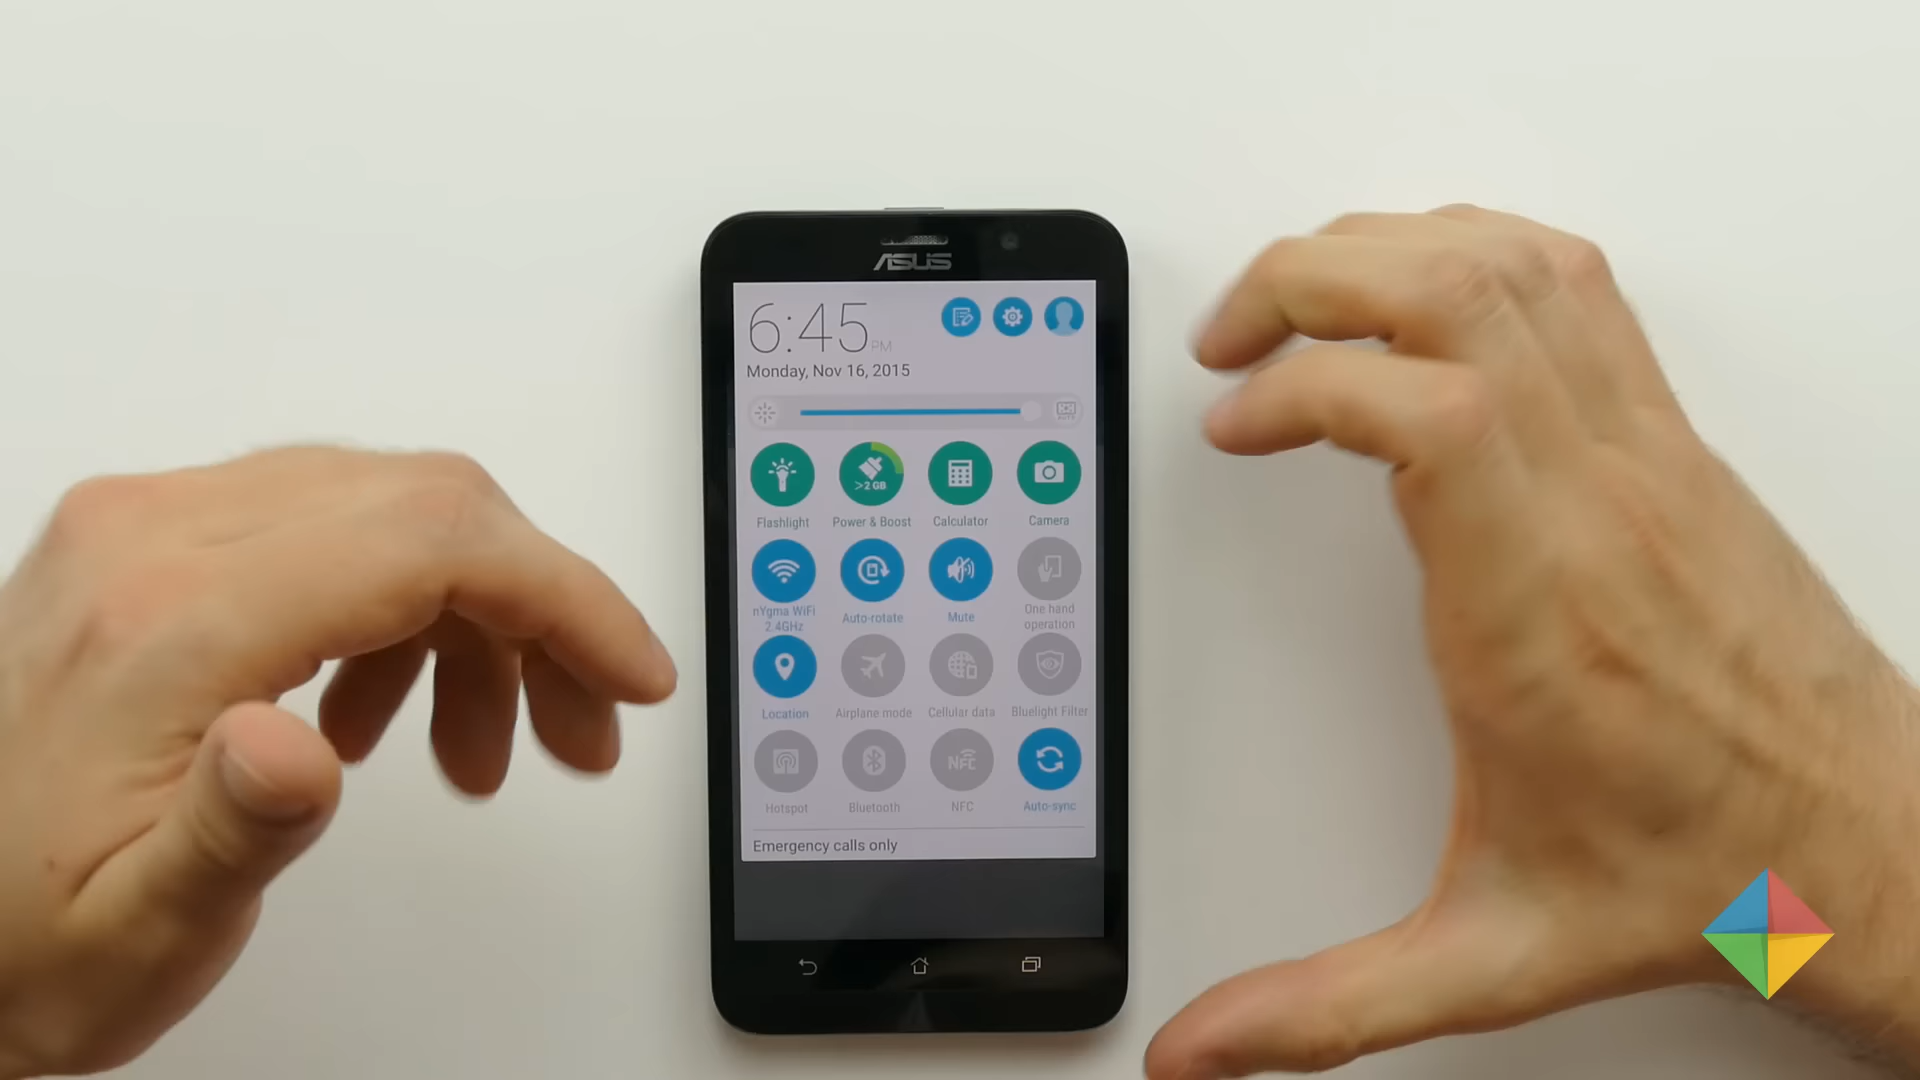 ASUS
6:45 PM
Monday, Nov 16, 2015
AUTO
>2 GB
Flashlight
Power & Boost
Calculator
Camera
nYgma WiFi
2.4GHz
Auto-rotate
Mute
One hand
operation
Location
Airplane mode
Cellular data
Bluelight Filter
NFC
Hotspot
Bluetooth
NFC
Auto-sync
Emergency calls only